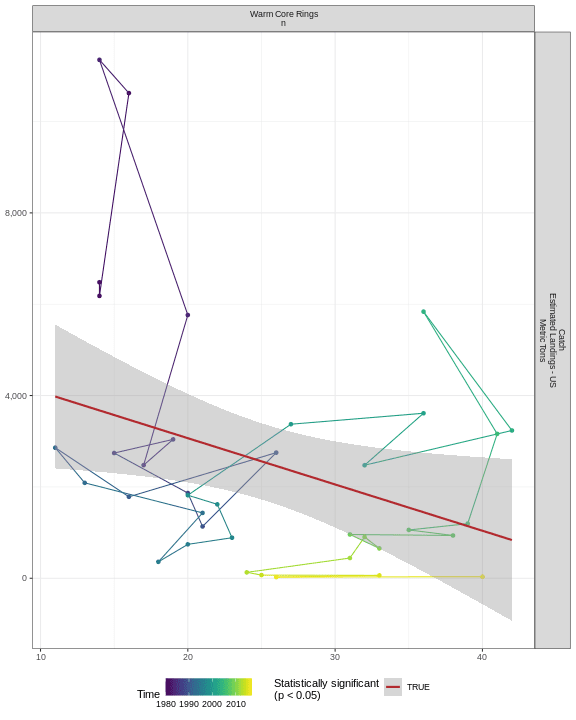 Warm Core Rings
n
8,000
4,000
0
10
20
30
40
Catch
Estimated Landings - US
Metric Tons
Time
1980 1990 2000 2010
Statistically significant
(p < 0.05)
TRUE